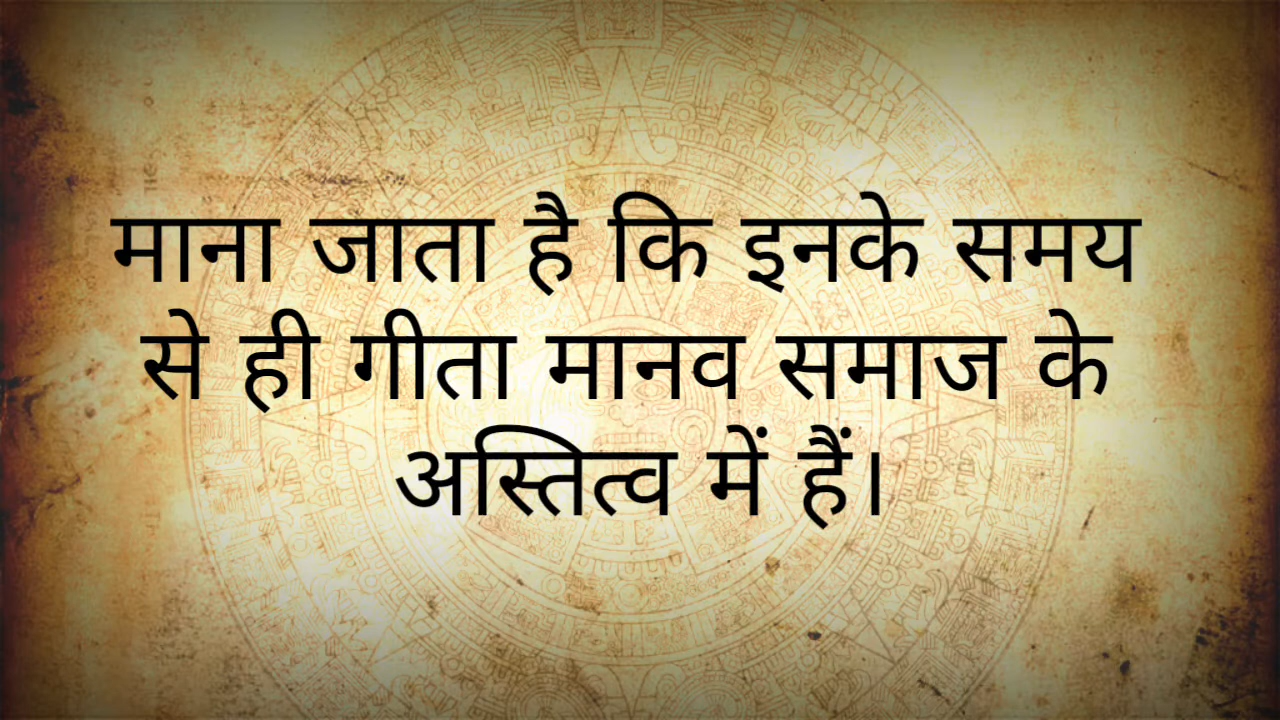 माना जाता है कि इनके समय
से ही गीता मानव समाज के
अस्तित्व में हैं।